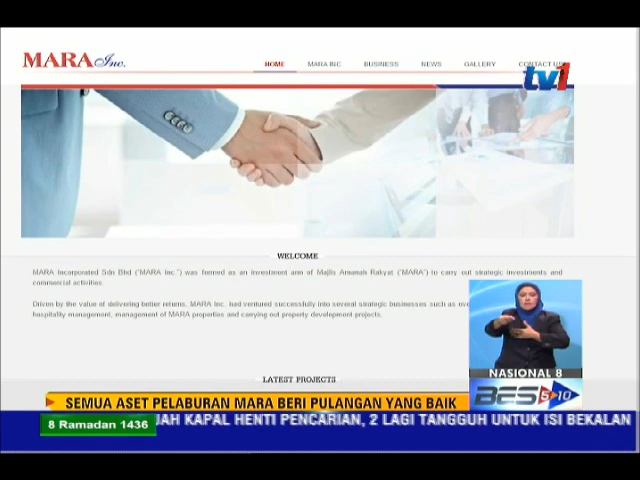 MARA Inc.
HOME MARA INC BUSINESS NEWS GALLERY CONTACT US
tv1
WELCOME
MARA Incorporated Sdn Bhd ("MARA Inc.") was formed as an investment arm of Majlis Amanah Rakyat ("MARA") to carry out strategic investments and
commercial activities.
Driven by the value of delivering better returns, MARA Inc. had ventured successfully into several strategic businesses such as
hospitality management, management of MARA properties and carrying out property development projects.
LATEST PROJECTS
NASIONAL 8
BES 5 10
SEMUA ASET PELABURAN MARA BERI PULANGAN YANG BAIK
8 Ramadan 1436
UAH KAPAL HENTI PENCARIAN, 2 LAGI TANGGUH UNTUK ISI BEKALAN